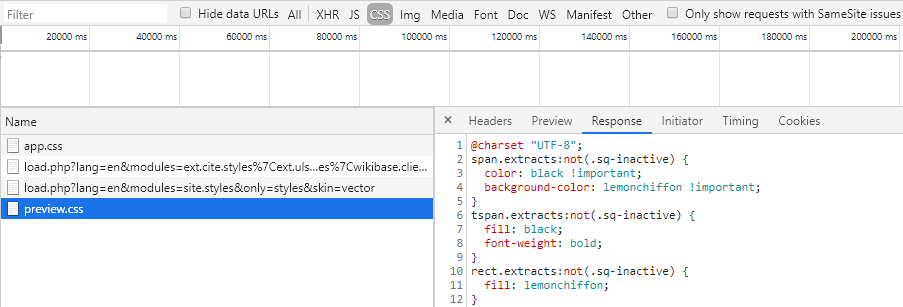 Filter Hide data URLs All XHR JS CSS Img Media Font Doc WS Manifest Other Only show requests with SameSite issues
20000 ms 40000 ms 60000 ms 80000 ms 100000 ms 120000 ms 140000 ms 160000 ms 180000 ms 200000 ms
Name
app.css
load.php?lang=en&modules=ext.cite.styles%7Cext.uls...es%7Cwikibase.clie...
load.php?lang=en&modules=site.styles&only=styles&skin=vector
preview.css
× Headers Preview Response Initiator Timing Cookies
1 @charset "UTF-8";
2 span.extracts:not(.sq-inactive) {
3 color: black !important;
4 background-color: lemonchiffon !important;
5 }
6 tspan.extracts:not(.sq-inactive) {
7 fill: black;
8 font-weight: bold;
9 }
10 rect.extracts:not(.sq-inactive) {
11 fill: lemonchiffon;
12 }